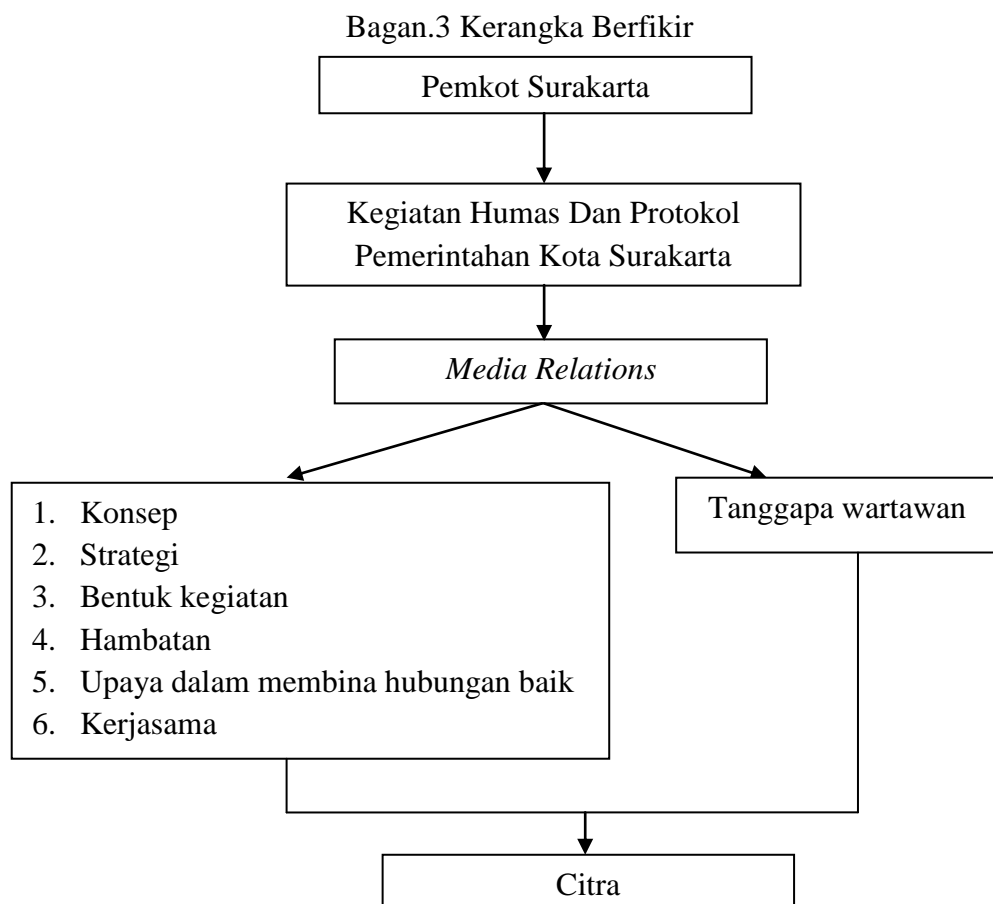 Bagan.3 Kerangka Berfikir
Pemkot Surakarta
Kegiatan Humas Dan Protokol
Pemerintahan Kota Surakarta
Media Relations
1. Konsep
2. Strategi
3. Bentuk kegiatan
4. Hambatan
5. Upaya dalam membina hubungan baik
6. Kerjasama
Tanggapa wartawan
Citra